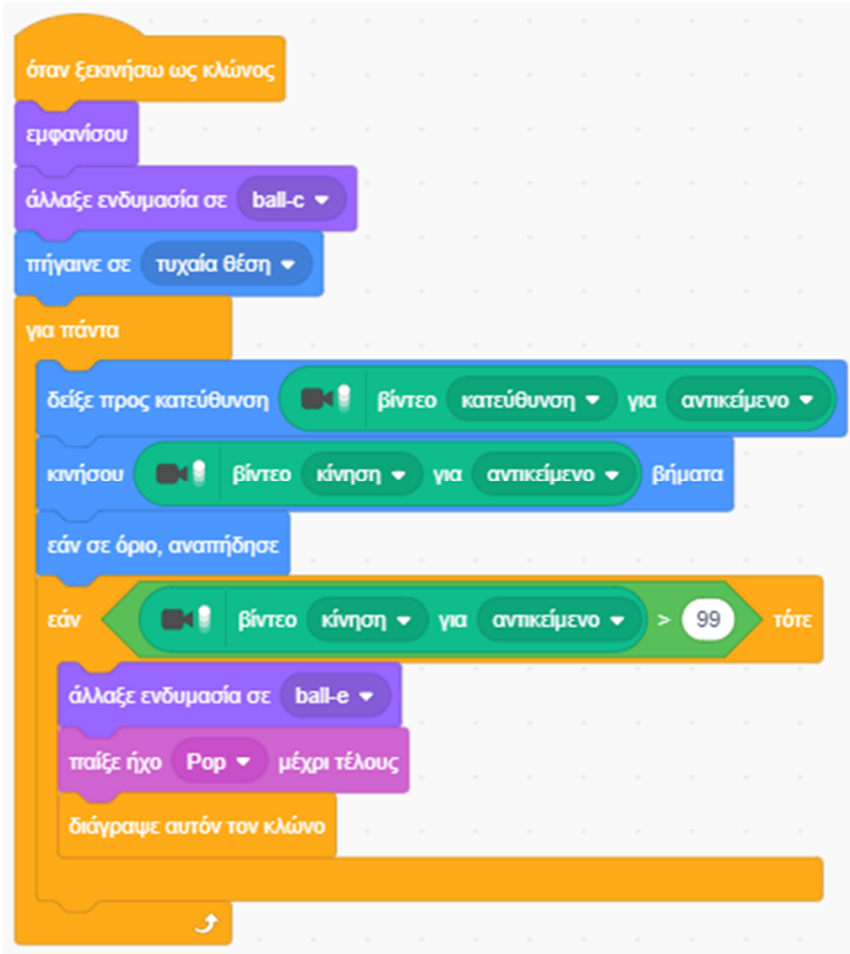 όταν ξεκινήσω ως κλώνος
εμφανίσου
άλλαξε ενδυμασία σε ball-c
πήγαινε σε τυχαία θέση
για πάντα
δείξε προς κατεύθυνση βίντεο κατεύθυνση για αντικείμενο
κινήσου βίντεο κίνηση για αντικείμενο βήματα
εάν σε όριο, αναπήδησε
εάν βίντεο κίνηση για αντικείμενο > 99 τότε
άλλαξε ενδυμασία σε ball-e
παίξε ήχο Pop μέχρι τέλους
διάγραψε αυτόν τον κλώνο